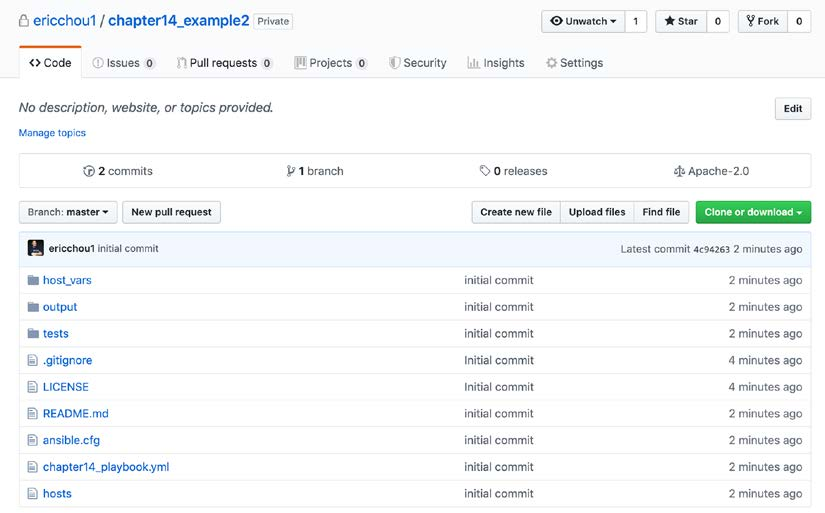 ericchou1 / chapter14_example2 Private Unwatch 1 Star 0 Fork 0
Code Issues 0 Pull requests 0 Projects 0 Security Insights Settings
No description, website, or topics provided. Edit
Manage topics
2 commits 1 branch 0 releases Apache-2.0
Branch: master New pull request Create new file Upload files Find file Clone or download
ericchou1 initial commit Latest commit 4c94263 2 minutes ago
host_vars initial commit 2 minutes ago
output initial commit 2 minutes ago
tests initial commit 2 minutes ago
.gitignore Initial commit 4 minutes ago
LICENSE Initial commit 4 minutes ago
README.md initial commit 2 minutes ago
ansible.cfg initial commit 2 minutes ago
chapter14_playbook.yml initial commit 2 minutes ago
hosts initial commit 2 minutes ago